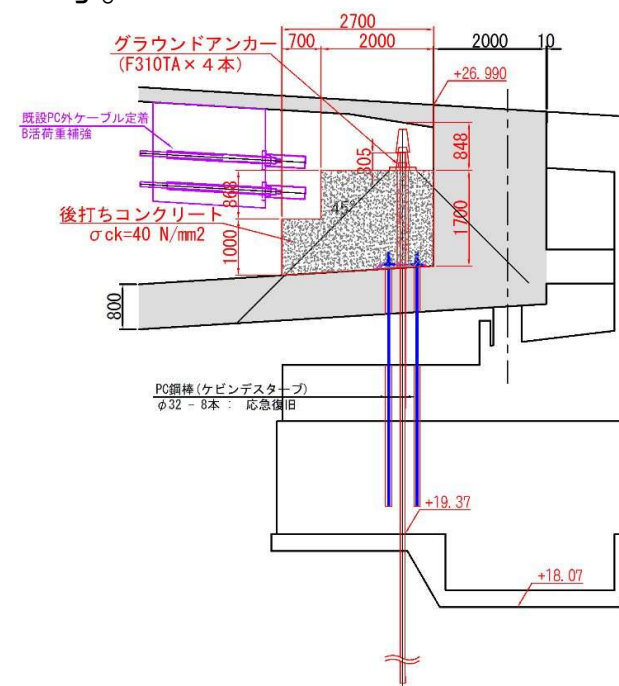 る。
2700
700
2000
2000
10
グラウンドアンカー
(F310TA×４本)
+26.990
既設PC外ケーブル定着
B活荷重補強
848
805
868
45°
後打ちコンクリート
σck=40 N/mm2
1000
1700
800
PC鋼棒(ケビンデスターブ)
φ32 - 8本 : 応急復旧
+19.37
+18.07